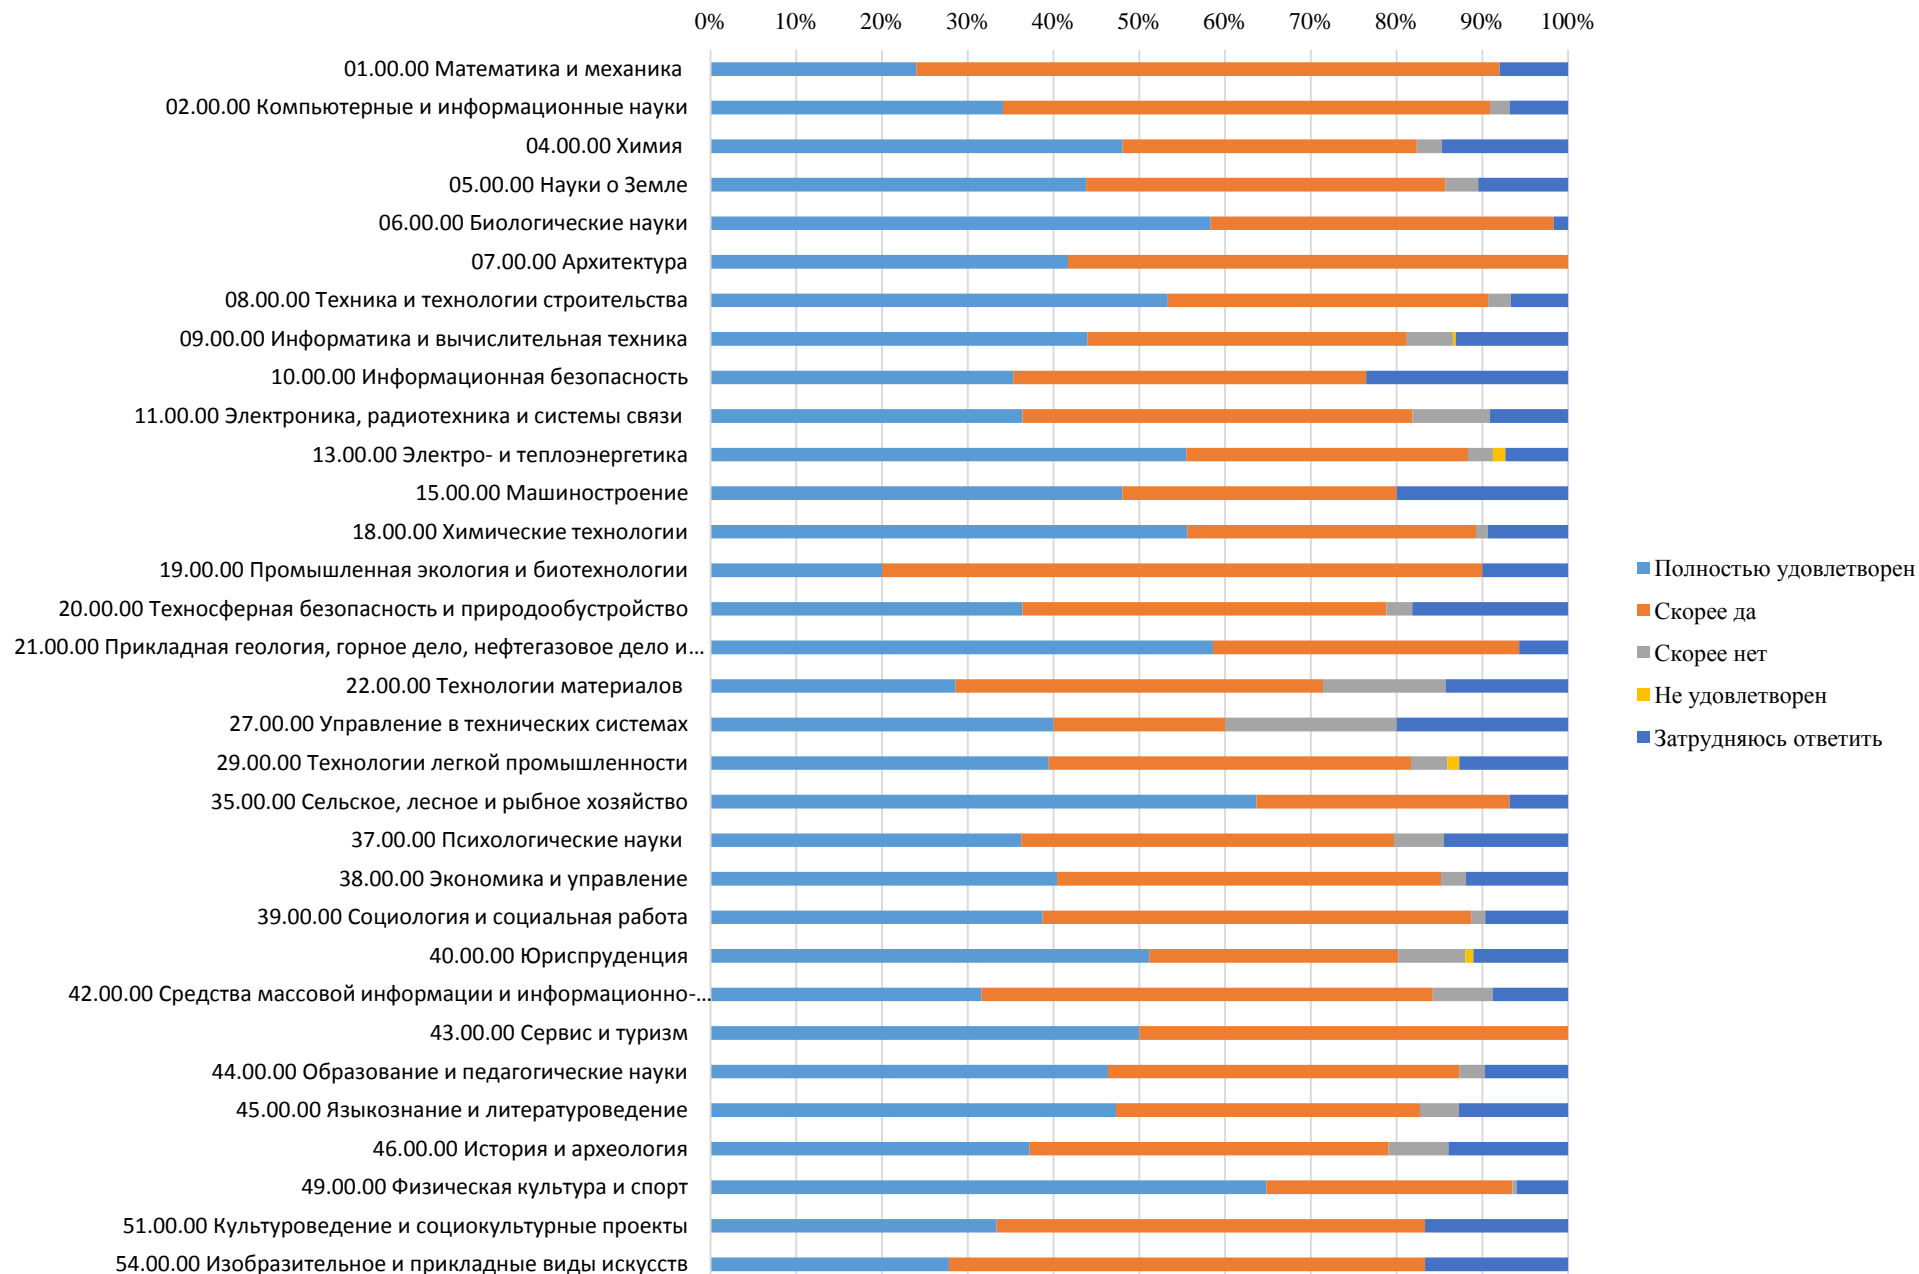 0% 10% 20% 30% 40% 50% 60% 70% 80% 90% 100%
01.00.00 Математика и механика
02.00.00 Компьютерные и информационные науки
04.00.00 Химия
05.00.00 Науки о Земле
06.00.00 Биологические науки
07.00.00 Архитектура
08.00.00 Техника и технологии строительства
09.00.00 Информатика и вычислительная техника
10.00.00 Информационная безопасность
11.00.00 Электроника, радиотехника и системы связи
13.00.00 Электро- и теплоэнергетика
15.00.00 Машиностроение
18.00.00 Химические технологии
19.00.00 Промышленная экология и биотехнологии
20.00.00 Техносферная безопасность и природообустройство
21.00.00 Прикладная геология, горное дело, нефтегазовое дело и...
22.00.00 Технологии материалов
27.00.00 Управление в технических системах
29.00.00 Технологии легкой промышленности
35.00.00 Сельское, лесное и рыбное хозяйство
37.00.00 Психологические науки
38.00.00 Экономика и управление
39.00.00 Социология и социальная работа
40.00.00 Юриспруденция
42.00.00 Средства массовой информации и информационно-...
43.00.00 Сервис и туризм
44.00.00 Образование и педагогические науки
45.00.00 Языкознание и литературоведение
46.00.00 История и археология
49.00.00 Физическая культура и спорт
51.00.00 Культуроведение и социокультурные проекты
54.00.00 Изобразительное и прикладные виды искусств
Полностью удовлетворен
Скорее да
Скорее нет
Не удовлетворен
Затрудняюсь ответить